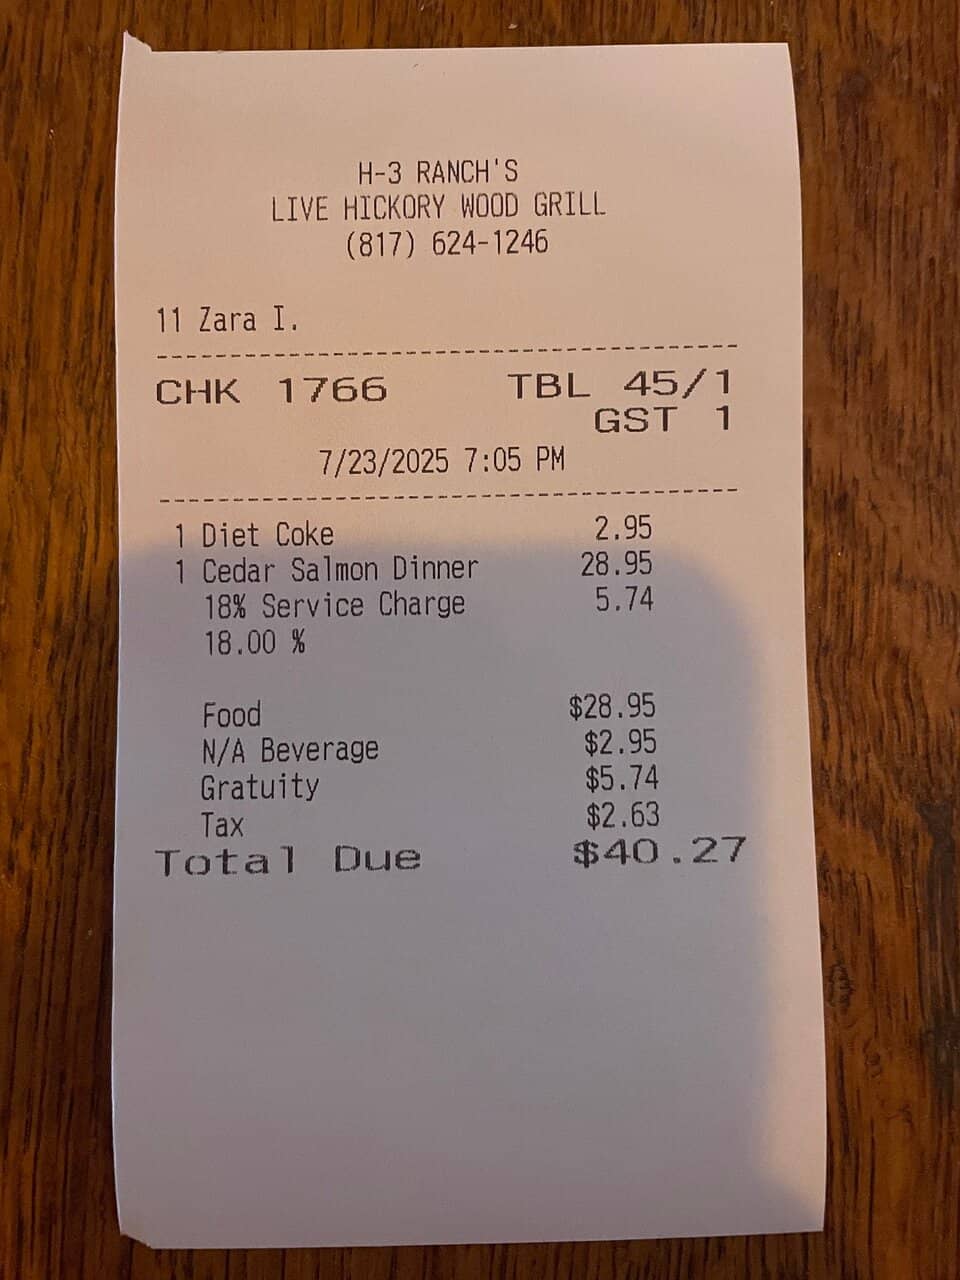 H-3 RANCH'S
LIVE HICKORY WOOD GRILL
(817) 624-1246
11 Zara I.
----------------------------------------
CHK 1766 TBL 45/1
GST 1
7/23/2025 7:05 PM
----------------------------------------
1 Diet Coke 2.95
1 Cedar Salmon Dinner 28.95
18% Service Charge 5.74
18.00 %
Food $28.95
N/A Beverage $2.95
Gratuity $5.74
Tax $2.63
Total Due $40.27